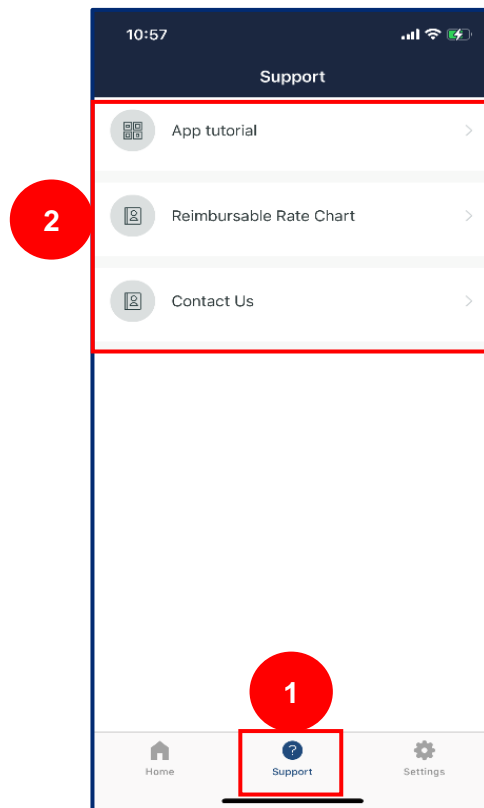 10:57
Support
App tutorial
2
Reimbursable Rate Chart
Contact Us
1
?
Home
Support
Settings